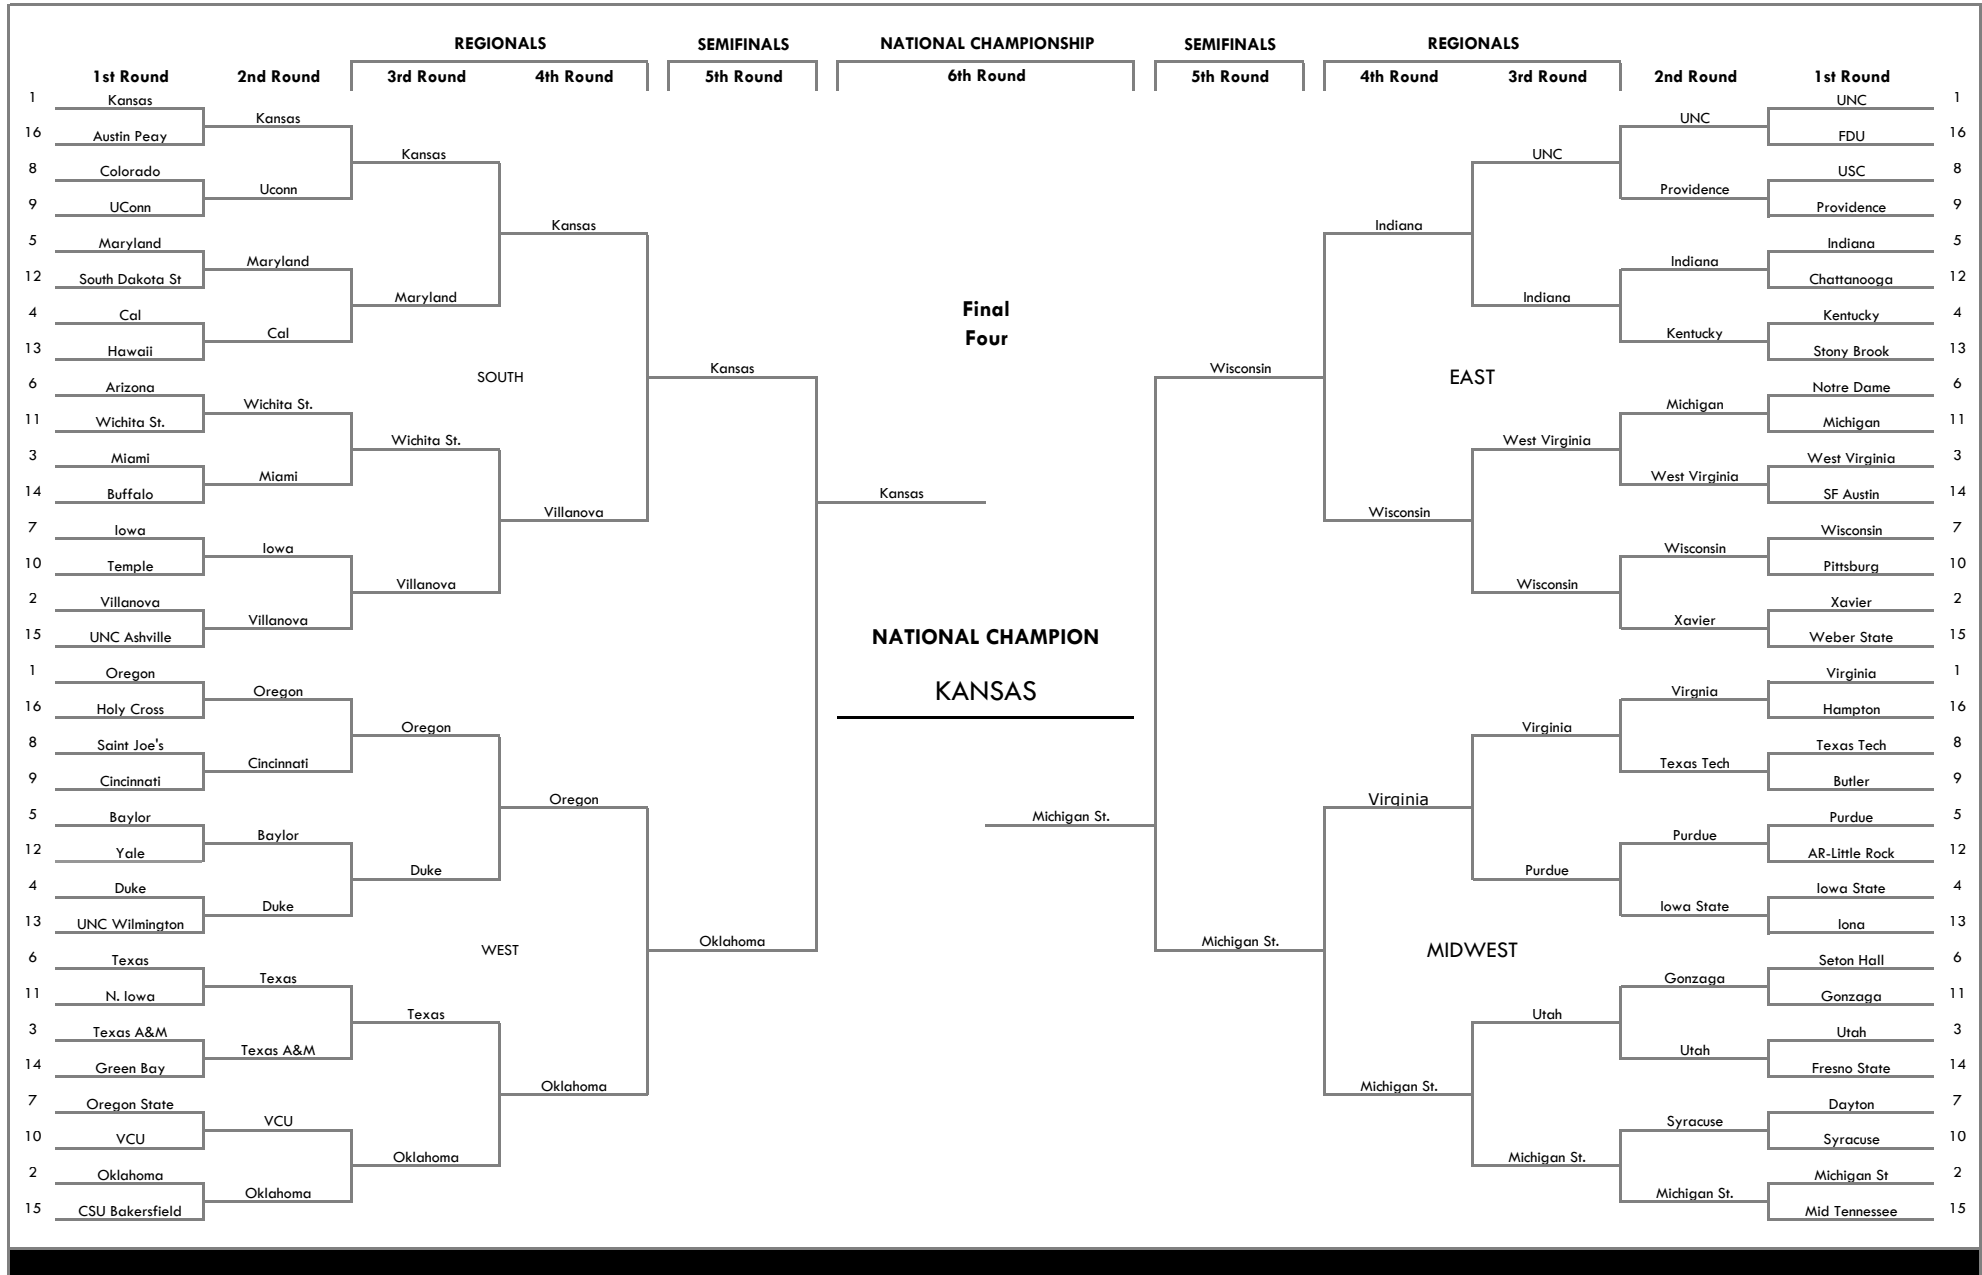 REGIONALS SEMIFINALS NATIONAL CHAMPIONSHIP SEMIFINALS REGIONALS
1st Round 2nd Round 3rd Round 4th Round 5th Round 6th Round 5th Round 4th Round 3rd Round 2nd Round 1st Round
1 Kansas UNC 1
Kansas UNC
16 Austin Peay FDU 16
Kansas UNC
8 Colorado USC 8
Uconn Providence
9 UConn Providence 9
Kansas Indiana
5 Maryland Indiana 5
Maryland Indiana
12 South Dakota St Chattanooga 12
Maryland Indiana
4 Cal Kentucky 4
Final
Four
Cal Kentucky
13 Hawaii Stony Brook 13
SOUTH Kansas Wisconsin EAST
6 Arizona Notre Dame 6
Wichita St. Michigan
11 Wichita St. Michigan 11
Wichita St. West Virginia
3 Miami West Virginia 3
Miami West Virginia
14 Buffalo Kansas SF Austin 14
Villanova Wisconsin
7 Iowa Wisconsin 7
Iowa Wisconsin
10 Temple Pittsburg 10
Villanova Wisconsin
2 Villanova Xavier 2
Villanova Xavier
15 UNC Ashville NATIONAL CHAMPION Weber State 15
1 Oregon Virginia 1
Oregon KANSAS Virgnia
16 Holy Cross Hampton 16
Oregon Virginia
8 Saint Joe's Texas Tech 8
Cincinnati Texas Tech
9 Cincinnati Butler 9
Oregon Virginia
5 Baylor Michigan St. Purdue 5
Baylor Purdue
12 Yale AR-Little Rock 12
Duke Purdue
4 Duke Iowa State 4
Duke Iowa State
13 UNC Wilmington Iona 13
WEST Oklahoma Michigan St. MIDWEST
6 Texas Seton Hall 6
Texas Gonzaga
11 N. Iowa Gonzaga 11
Texas Utah
3 Texas A&M Utah 3
Texas A&M Utah
14 Green Bay Fresno State 14
Oklahoma Michigan St.
7 Oregon State Dayton 7
VCU Syracuse
10 VCU Syracuse 10
Oklahoma Michigan St.
2 Oklahoma Michigan St 2
Oklahoma Michigan St.
15 CSU Bakersfield Mid Tennessee 15